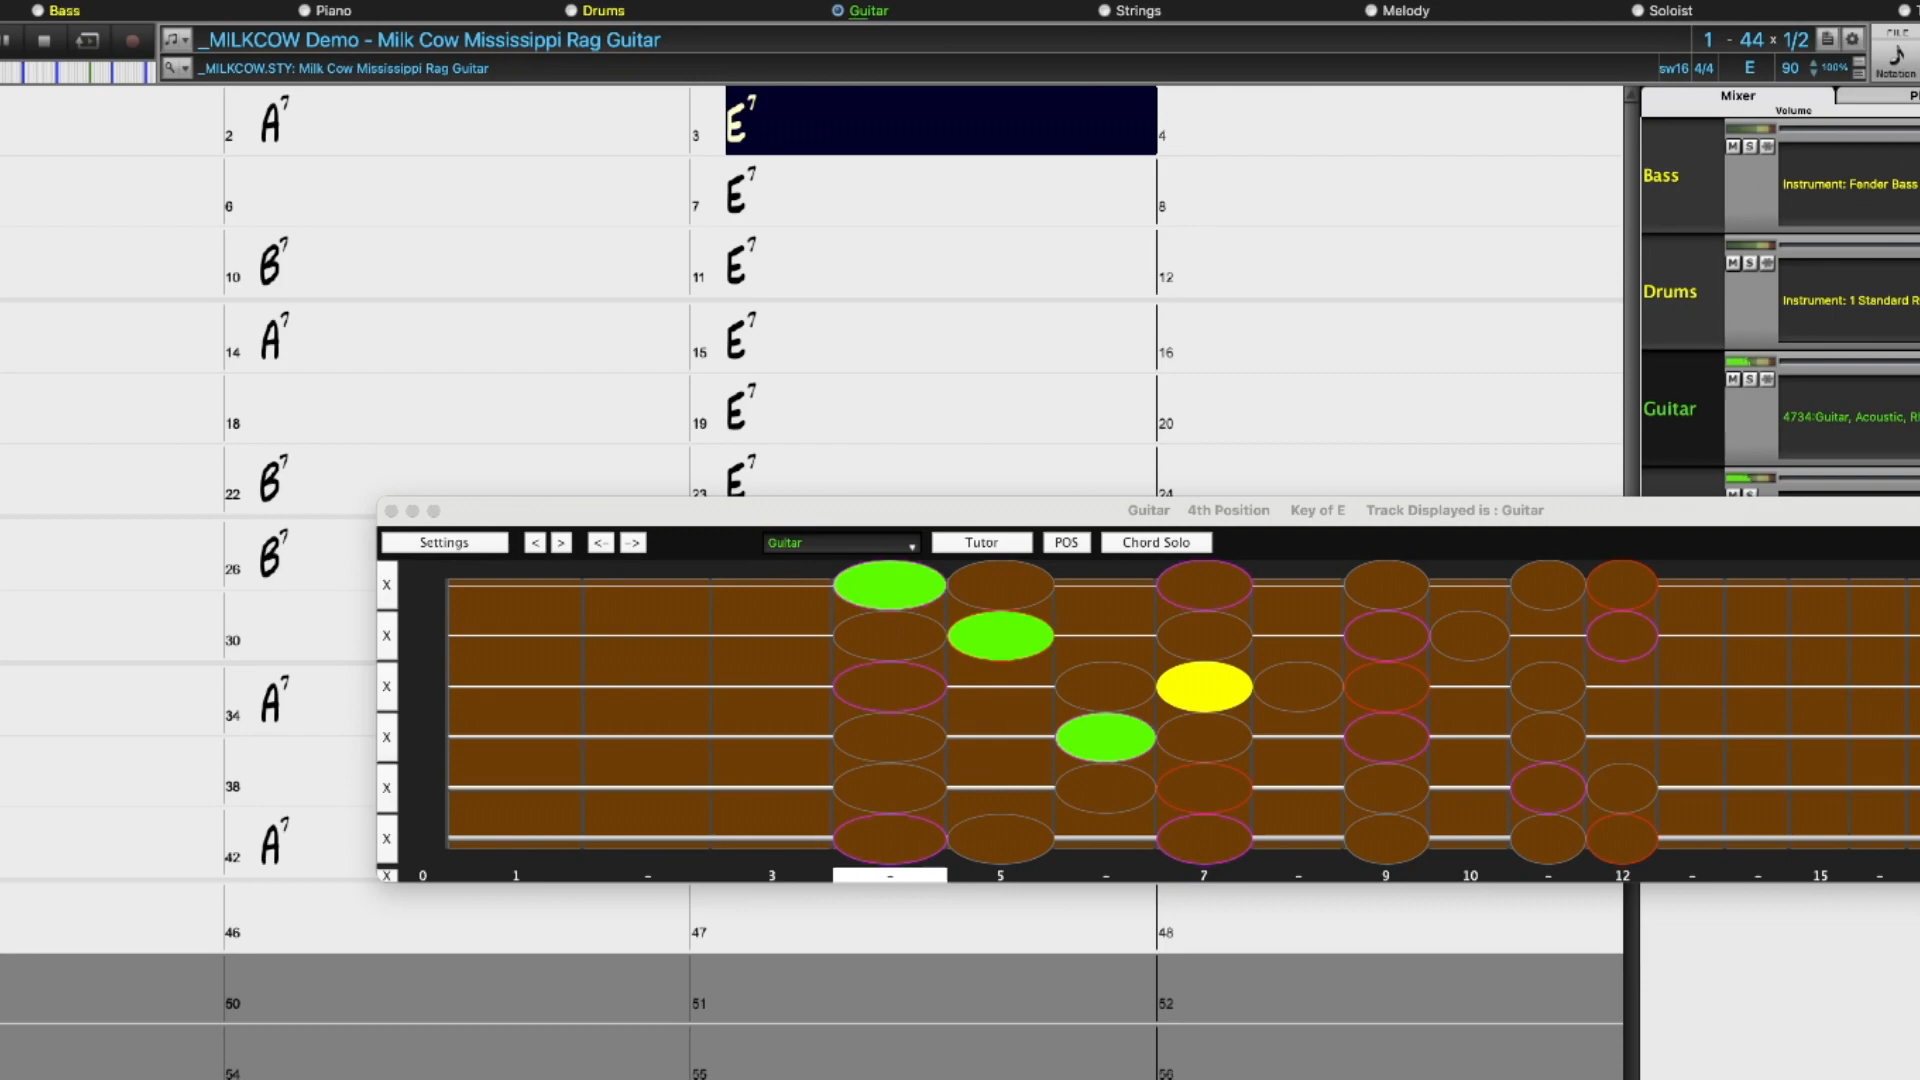 Bass Piano Drums Guitar Strings Melody Soloist
_MILKCOW Demo - Milk Cow Mississippi Rag Guitar 1 - 44 x 1/2 FILE
_MILKCOW.STY: Milk Cow Mississippi Rag Guitar sw16 4/4 E 90 100% Notation
Mixer
Volume
2 A7 3 E7 4
M S
Bass Instrument: Fender Bass
6 7 E7 8
M S
10 B7 11 E7 12
Drums Instrument: 1 Standard R
14 A7 15 E7 16
M S
18 19 E7 20
Guitar 4734:Guitar, Acoustic, R
22 B7 23 E7 24
M S
Guitar 4th Position Key of E Track Displayed is : Guitar
Settings < > <- -> Guitar Tutor POS Chord Solo
26 B7
X
30
X
34 A7
X
X
38
X
42 A7
X
X 0 1 - 3 - 5 - 7 - 9 10 - 12 - - 15 -
46 47 48
50 51 52
54 55 56